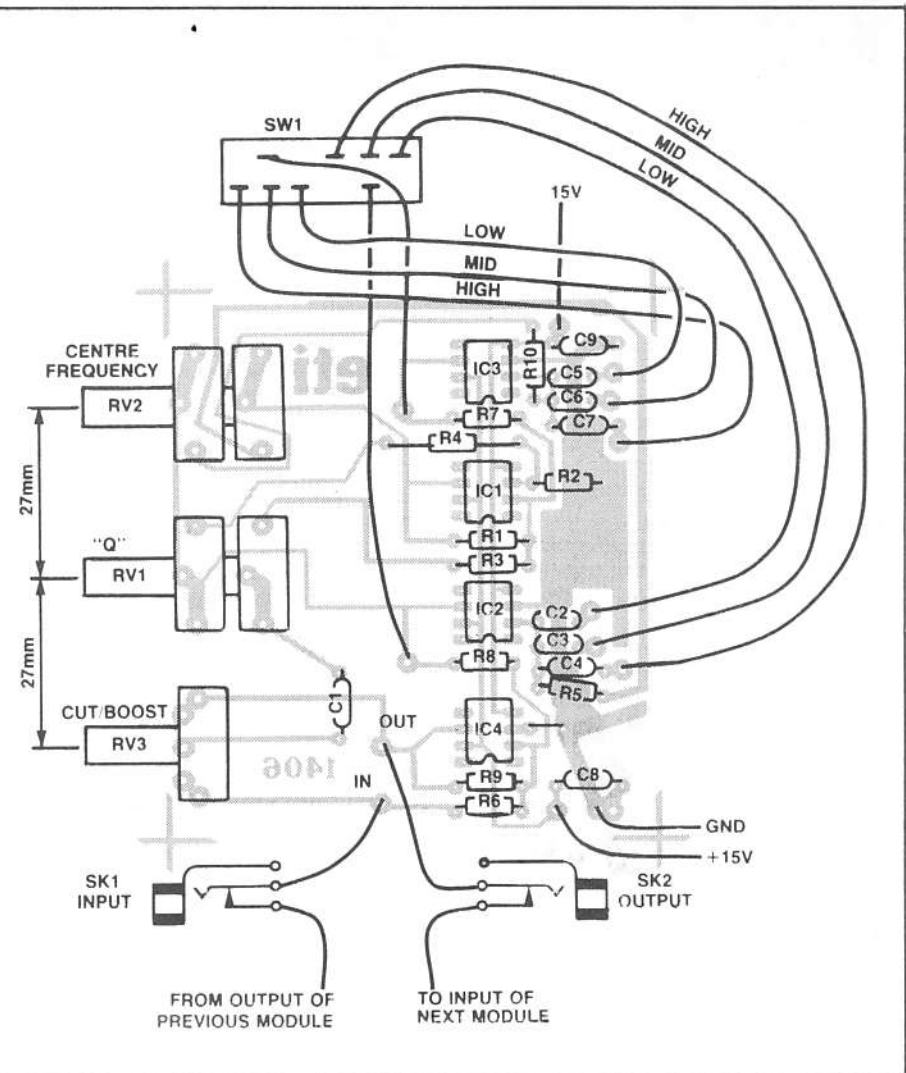 SW1
HIGH
MID
LOW
15V
LOW
MID
HIGH
CENTRE
FREQUENCY
RV2
eti
IC3
R10
C9
C5
C6
C7
R7
R4
27mm
IC1
R2
"Q"
RV1
R1
R3
IC2
C2
C3
C4
R5
R8
27mm
CUT/BOOST
RV3
C1
OUT
IC4
1406
IN
R9
R6
C8
GND
+15V
SK1
INPUT
SK2
OUTPUT
FROM OUTPUT OF
PREVIOUS MODULE
TO INPUT OF
NEXT MODULE